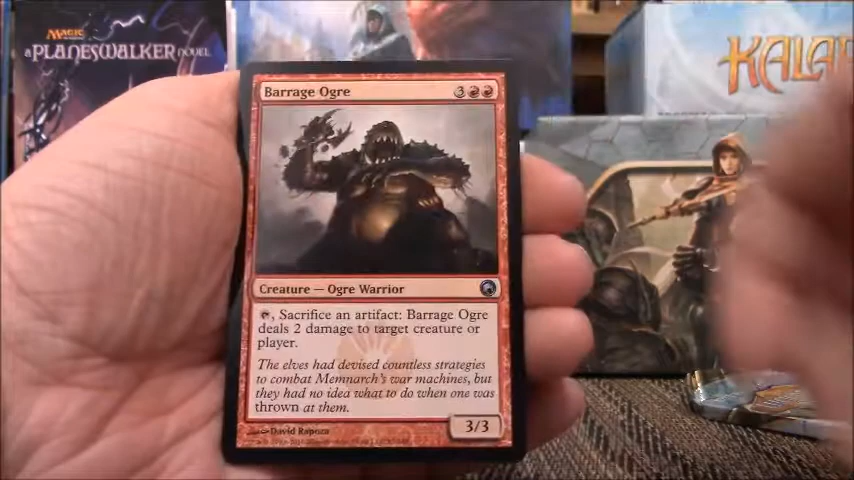 MAGIC
A PLANESWALKER NOVEL
KALA
Barrage Ogre 3
Creature — Ogre Warrior
, Sacrifice an artifact: Barrage Ogre
deals 2 damage to target creature or
player.
The elves had devised countless strategies
to combat Memnarch's war machines, but
they had no idea what to do when one was
thrown at them.
David Rapoza
3/3